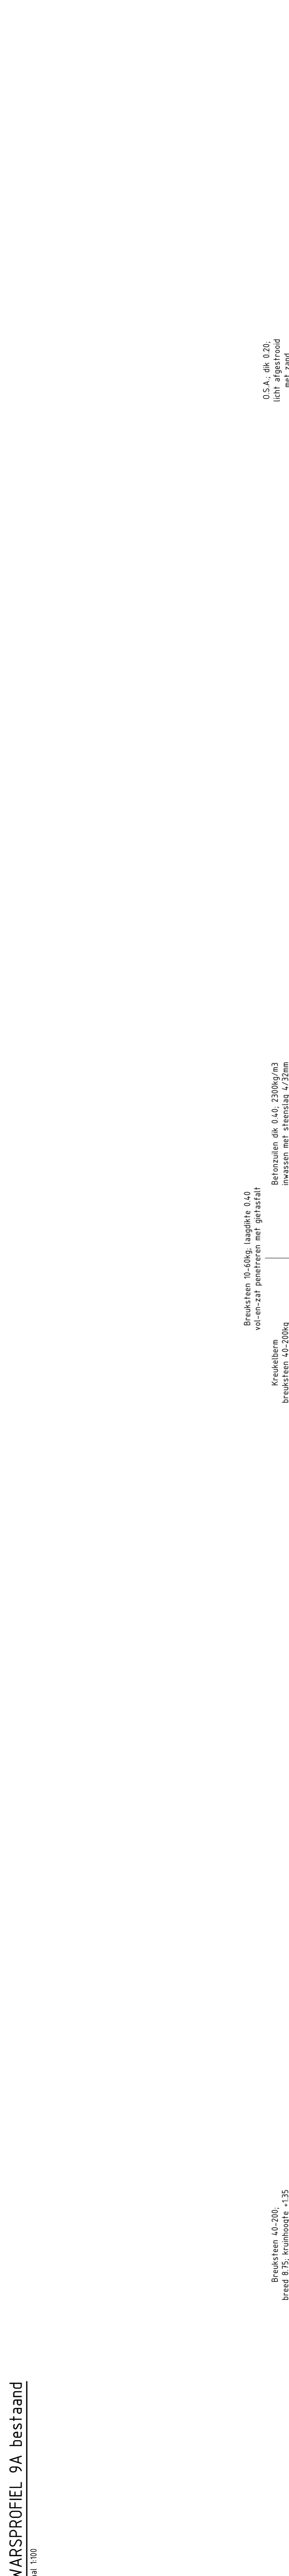 WARSPROFIEL 9A bestaand
aal 1:100
Breuksteen 40-200;
breed 8.75; kruinhoogte +1.35
Kreukelberm
breuksteen 40-200kg
Breuksteen 10-60kg; laagdikte 0.40
vol-en-zat penetreren met gietasfalt
Betonzuilen dik 0.40; 2300kg/m3
inwassen met steenslag 4/32mm
O.S.A.; dik 0.20;
licht afgestrooid
met zand